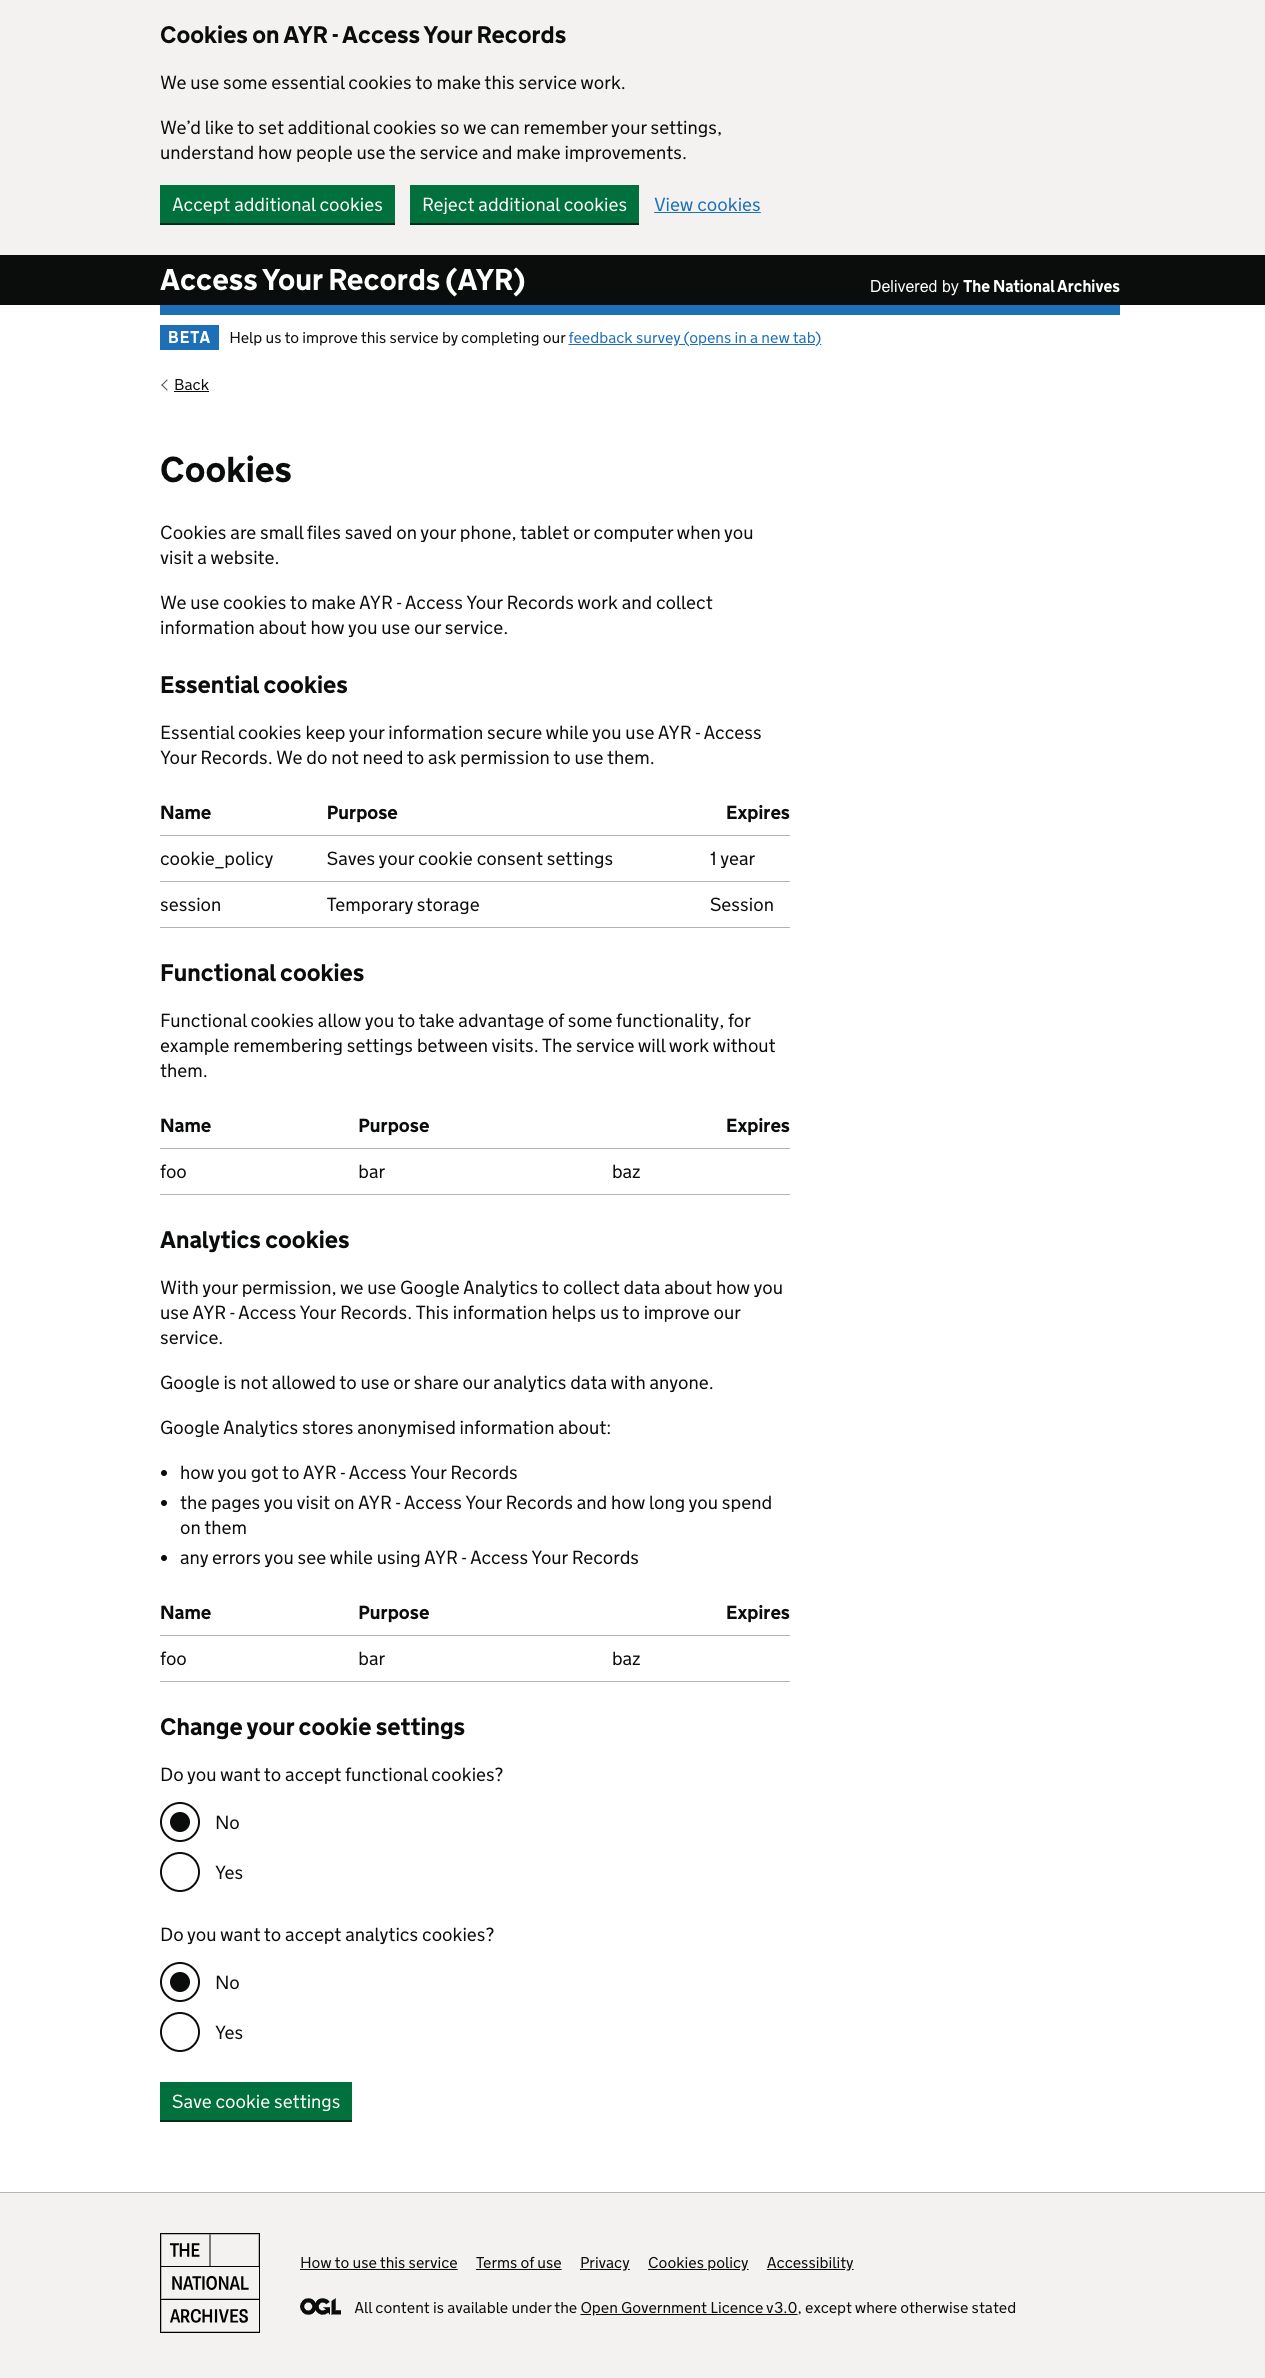 Cookies on AYR - Access Your Records
We use some essential cookies to make this service work.
We’d like to set additional cookies so we can remember your settings,
understand how people use the service and make improvements.
Accept additional cookies Reject additional cookies View cookies
Access Your Records (AYR) Delivered by The National Archives
BETA Help us to improve this service by completing our feedback survey (opens in a new tab)
Back
Cookies
Cookies are small files saved on your phone, tablet or computer when you
visit a website.
We use cookies to make AYR - Access Your Records work and collect
information about how you use our service.
Essential cookies
Essential cookies keep your information secure while you use AYR - Access
Your Records. We do not need to ask permission to use them.
Name Purpose Expires
cookie_policy Saves your cookie consent settings 1 year
session Temporary storage Session
Functional cookies
Functional cookies allow you to take advantage of some functionality, for
example remembering settings between visits. The service will work without
them.
Name Purpose Expires
foo bar baz
Analytics cookies
With your permission, we use Google Analytics to collect data about how you
use AYR - Access Your Records. This information helps us to improve our
service.
Google is not allowed to use or share our analytics data with anyone.
Google Analytics stores anonymised information about:
• how you got to AYR - Access Your Records
• the pages you visit on AYR - Access Your Records and how long you spend
on them
• any errors you see while using AYR - Access Your Records
Name Purpose Expires
foo bar baz
Change your cookie settings
Do you want to accept functional cookies?
No
Yes
Do you want to accept analytics cookies?
No
Yes
Save cookie settings
THE
NATIONAL
ARCHIVES
How to use this service Terms of use Privacy Cookies policy Accessibility
OGL All content is available under the Open Government Licence v3.0, except where otherwise stated